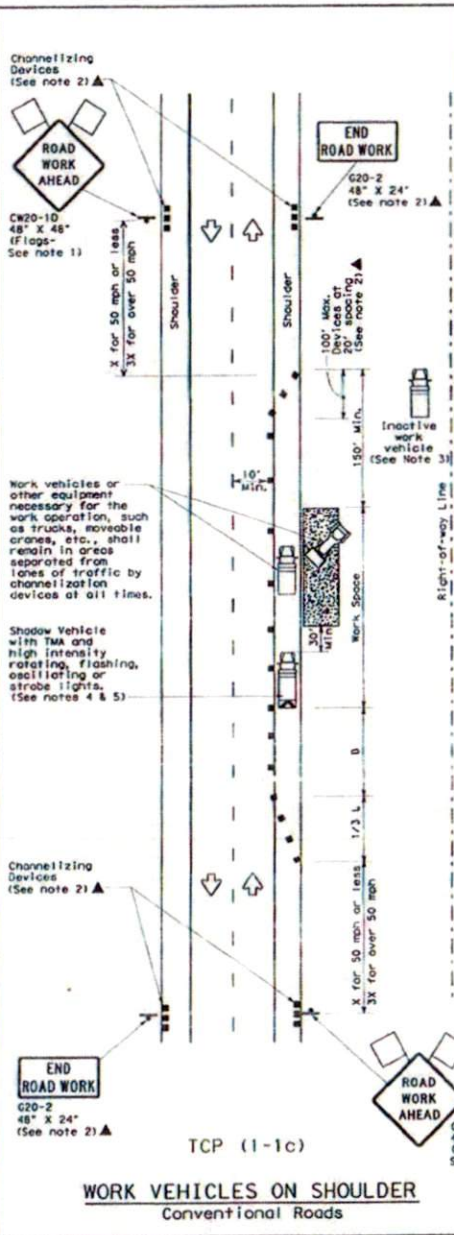 Channelizing
Devices
(See note 2)▲
ROAD
WORK
AHEAD
CW20-1D
48" X 48"
(Flags-
See note 1)
X for 50 mph or less
3X for over 50 mph
Shoulder
Shoulder
END
ROAD WORK
G20-2
48" X 24"
(See note 2)▲
100' Max.
Devices at
20' spacing
(See note 2)▲
150' Min.
Inactive
work
vehicle
(See Note 3)
Right-of-way Line
10'
Min.
Work vehicles or
other equipment
necessary for the
work operation, such
as trucks, moveable
cranes, etc., shall
remain in areas
separated from
lanes of traffic by
channelization
devices at all times.
Work Space
30'
Min.
Shadow Vehicle
with TMA and
high intensity
rotating, flashing,
oscillating or
strobe lights.
(See notes 4 & 5)
B
1/3 L
X for 50 mph or less
3X for over 50 mph
Channelizing
Devices
(See note 2)▲
END
ROAD WORK
G20-2
48" X 24"
(See note 2)▲
ROAD
WORK
AHEAD
TCP (1-1c)
WORK VEHICLES ON SHOULDER
Conventional Roads